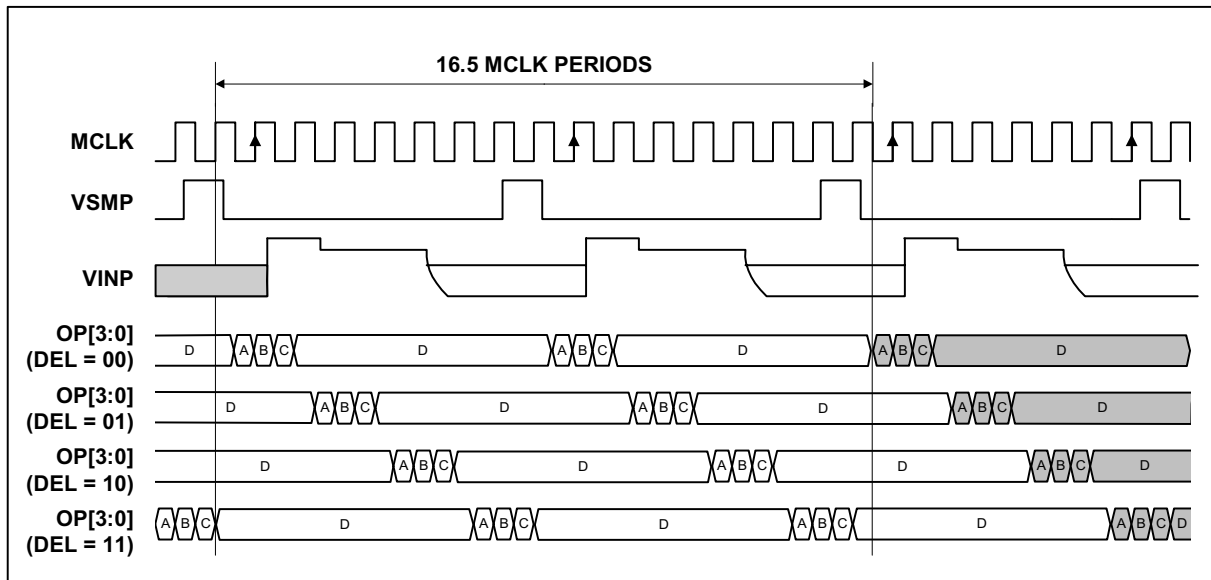 16.5 MCLK PERIODS
MCLK
VSMP
VINP
OP[3:0]
(DEL = 00)
D A B C D A B C D A B C D
OP[3:0]
(DEL = 01)
D A B C D A B C D A B C D
OP[3:0]
(DEL = 10)
D A B C D A B C D A B C D
OP[3:0]
(DEL = 11)
A B C D A B C D A B C D A B C D